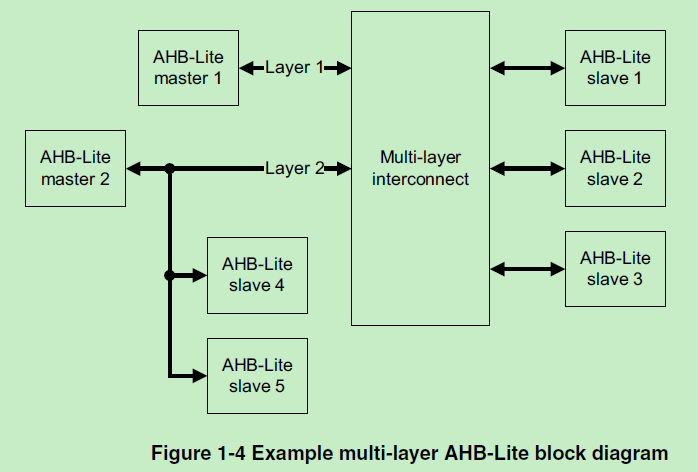 AHB-Lite
master 1
Layer 1
AHB-Lite
slave 1
AHB-Lite
master 2
Layer 2
Multi-layer
interconnect
AHB-Lite
slave 2
AHB-Lite
slave 4
AHB-Lite
slave 3
AHB-Lite
slave 5
Figure 1-4 Example multi-layer AHB-Lite block diagram